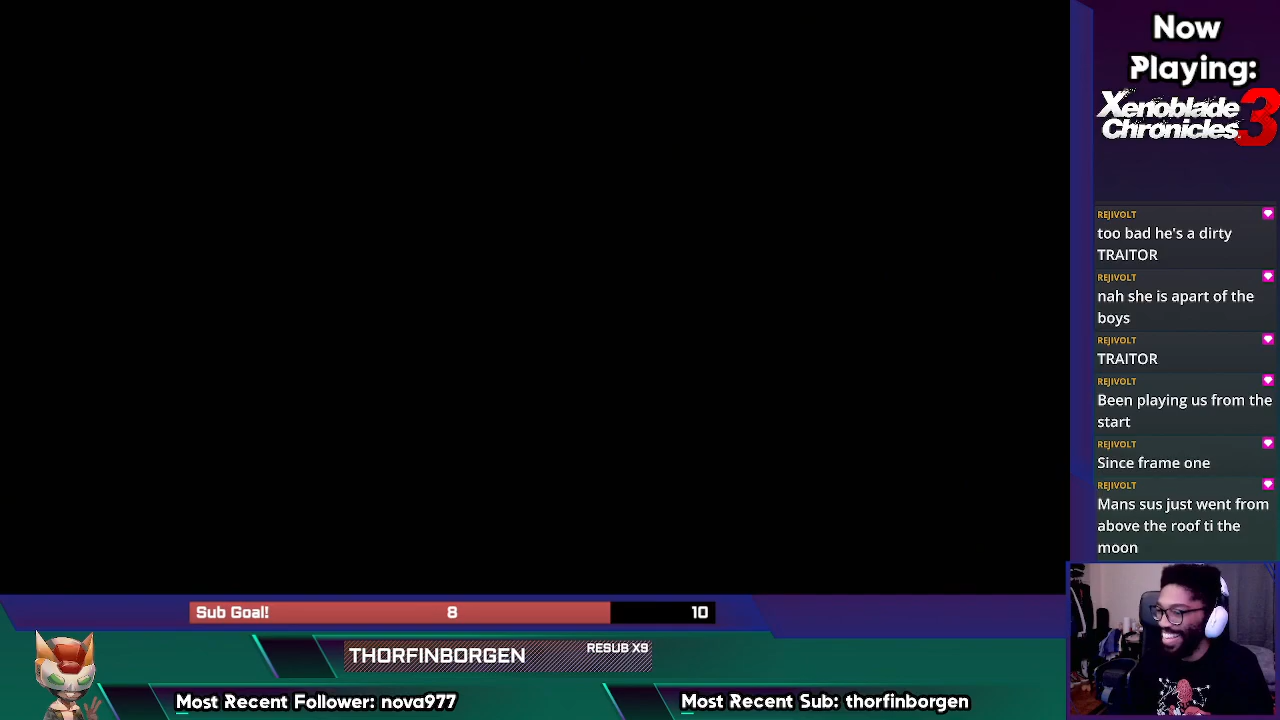 Now
Playing:
Xenoblade
Chronicles 3
REJIVOLT
too bad he's a dirty
TRAITOR
REJIVOLT
nah she is apart of the
boys
REJIVOLT
TRAITOR
REJIVOLT
Been playing us from the
start
REJIVOLT
Since frame one
REJIVOLT
Mans sus just went from
above the roof ti the
moon
Sub Goal! 8 10
THORFINBORGEN RESUB X9
Most Recent Follower: nova977
Most Recent Sub: thorfinborgen